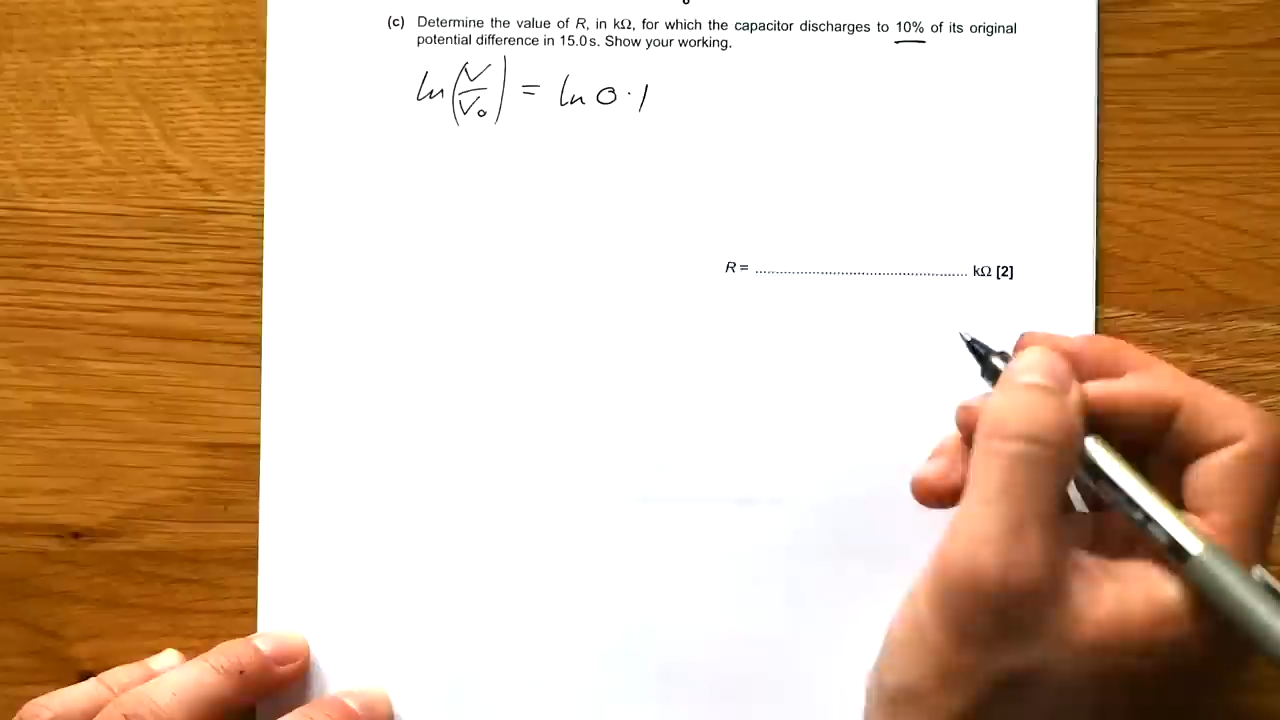 (c) Determine the value of R, in kΩ, for which the capacitor discharges to 10% of its original
potential difference in 15.0 s. Show your working.
ln(V/V₀) = ln 0·1
R = ........................................ kΩ [2]